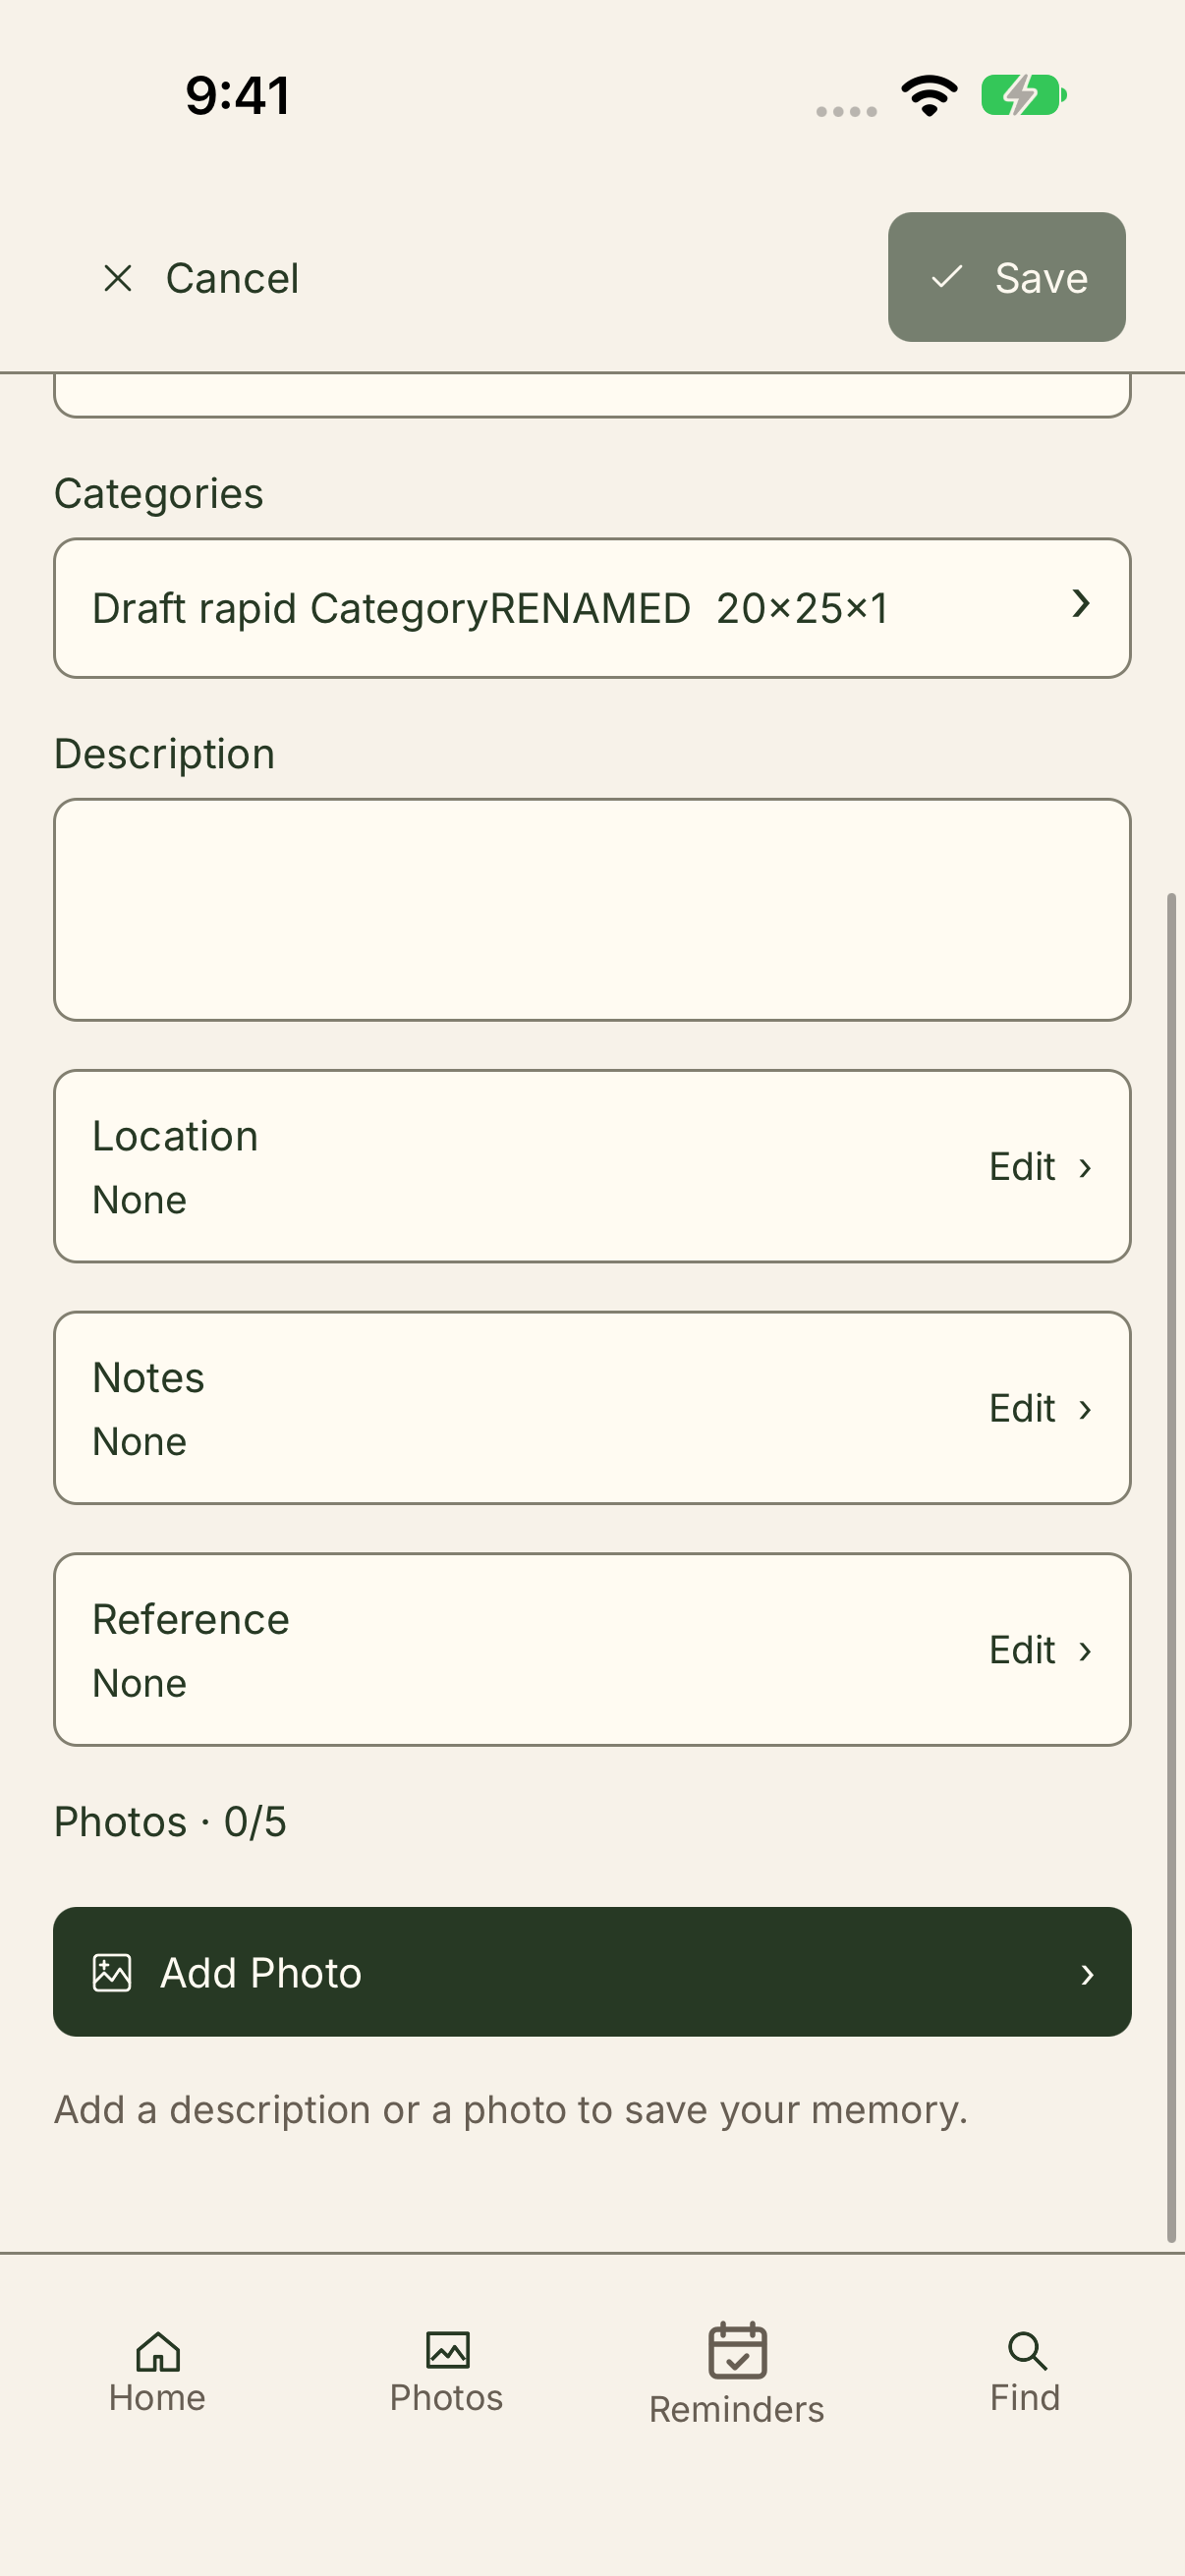 9:41
Cancel
Save
Categories
Draft rapid CategoryRENAMED 20×25×1
Description
Location
None
Edit ›
Notes
None
Edit ›
Reference
None
Edit ›
Photos · 0/5
Add Photo ›
Add a description or a photo to save your memory.
Home
Photos
Reminders
Find